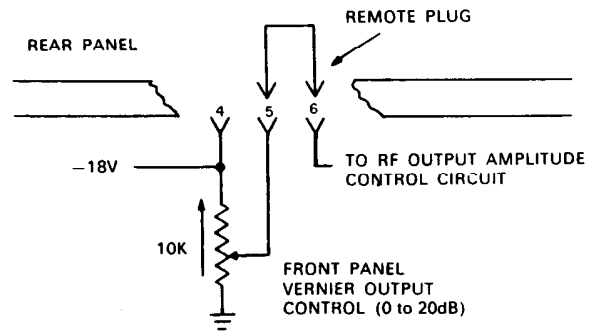 REMOTE PLUG
REAR PANEL
4 5 6
TO RF OUTPUT AMPLITUDE
CONTROL CIRCUIT
−18V
10K
FRONT PANEL
VERNIER OUTPUT
CONTROL (0 to 20dB)